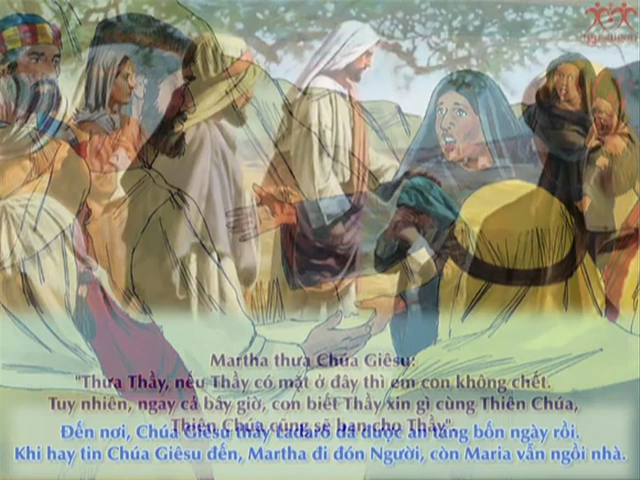 Martha thưa Chúa Giêsu:
"Thưa Thầy, nếu Thầy có mặt ở đây thì em con không chết.
Tuy nhiên, ngay cả bây giờ, con biết Thầy xin gì cùng Thiên Chúa,
Thiên Chúa cũng sẽ ban cho Thầy".
Đến nơi, Chúa Giêsu thấy Ladarô đã được an táng bốn ngày rồi.
Khi hay tin Chúa Giêsu đến, Martha đi đón Người, còn Maria vẫn ngồi nhà.